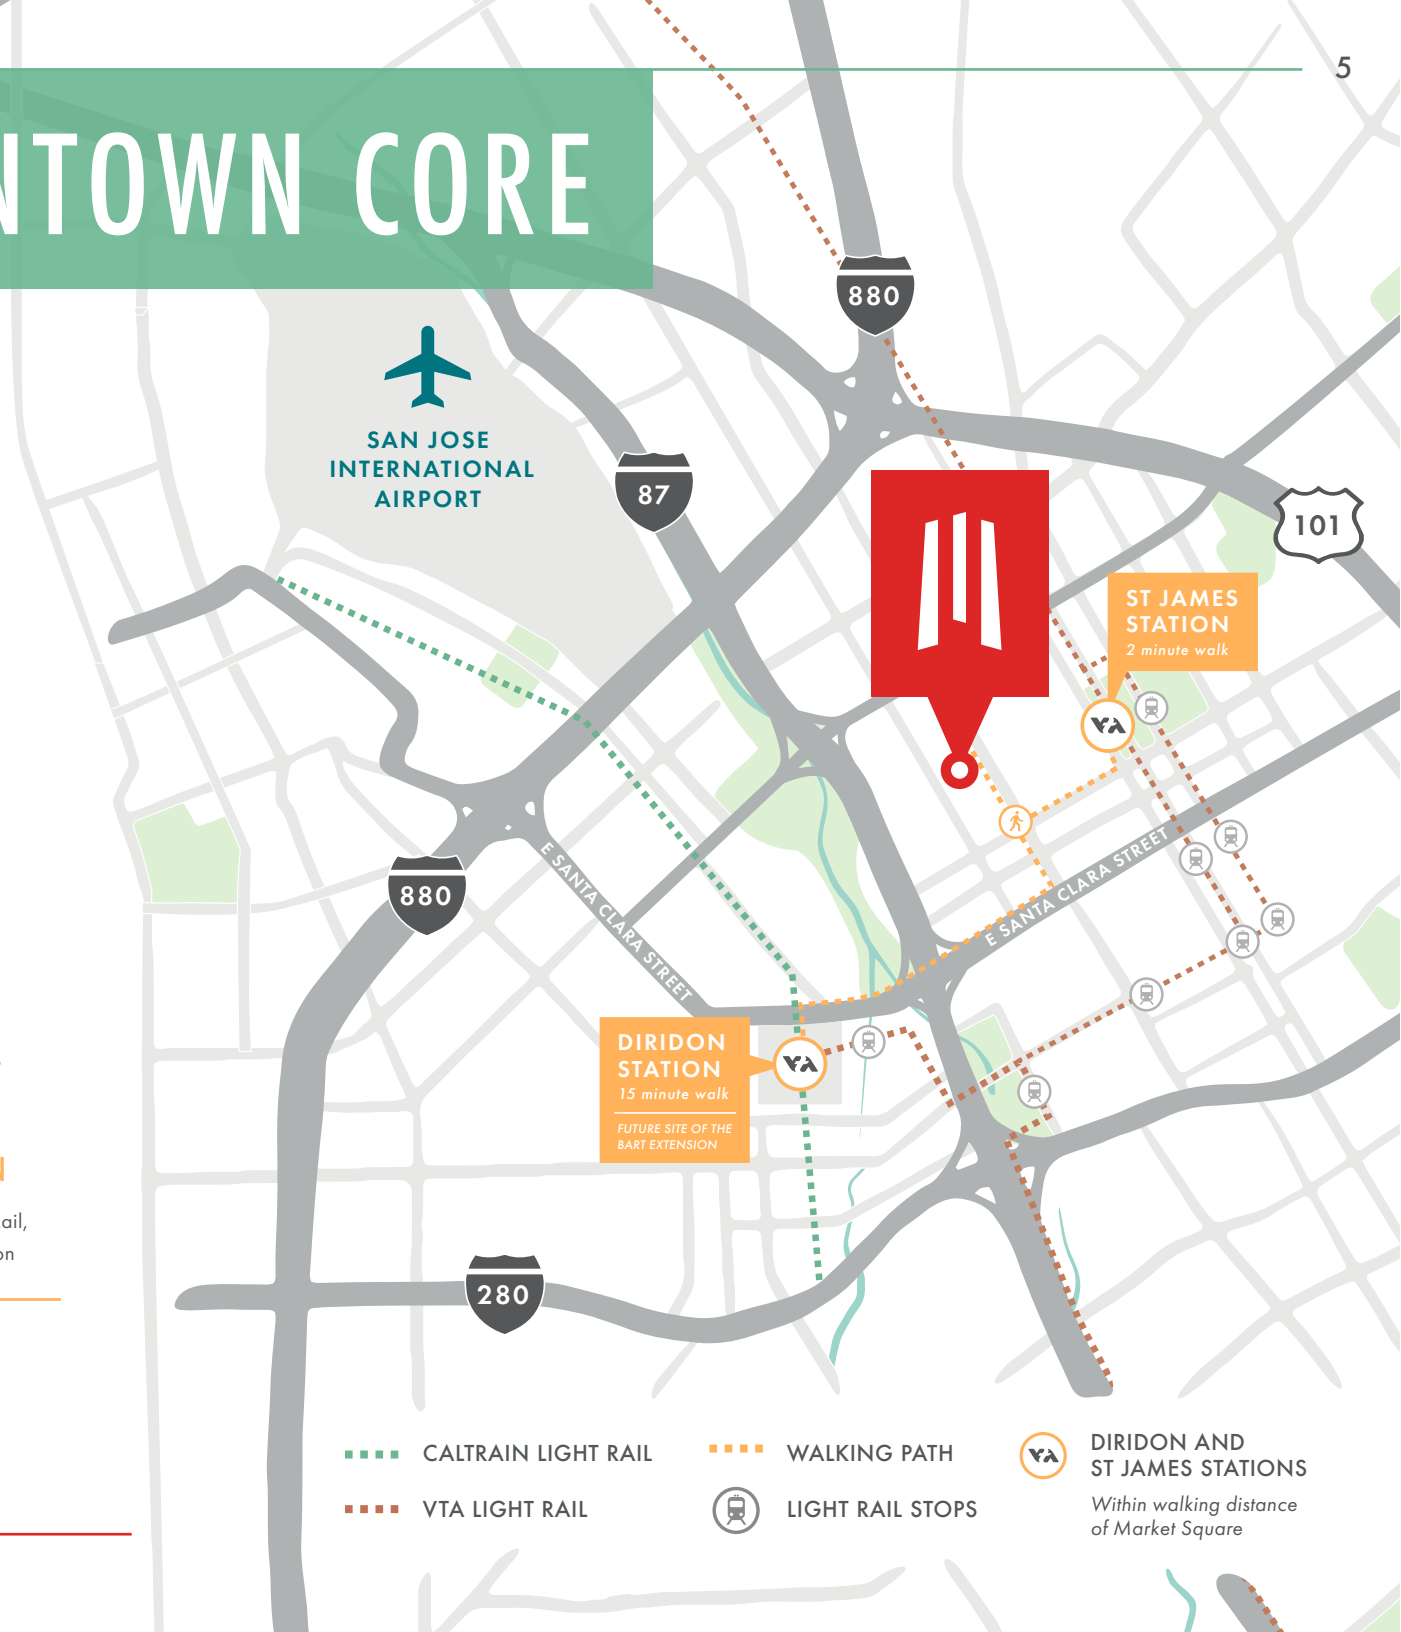 5
NTOWN CORE
880
SAN JOSE
INTERNATIONAL
AIRPORT
87
101
ST JAMES
STATION
2 minute walk
880
E SANTA CLARA STREET
E SANTA CLARA STREET
DIRIDON
STATION
15 minute walk
FUTURE SITE OF THE
BART EXTENSION
N
ail,
on
280
CALTRAIN LIGHT RAIL
WALKING PATH
DIRIDON AND
ST JAMES STATIONS
VTA LIGHT RAIL
LIGHT RAIL STOPS
Within walking distance
of Market Square